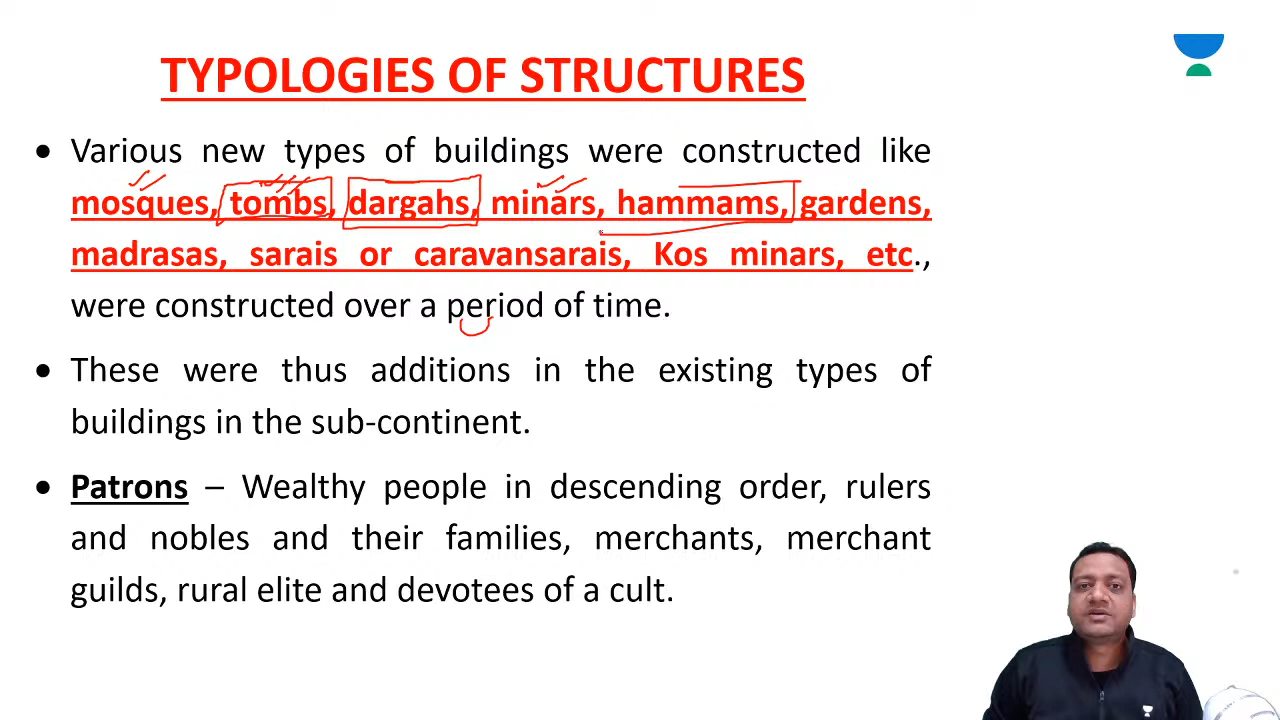 TYPOLOGIES OF STRUCTURES
• Various new types of buildings were constructed like
mosques, tombs, dargahs, minars, hammams, gardens,
madrasas, sarais or caravansarais, Kos minars, etc.,
were constructed over a period of time.
• These were thus additions in the existing types of
buildings in the sub-continent.
• Patrons – Wealthy people in descending order, rulers
and nobles and their families, merchants, merchant
guilds, rural elite and devotees of a cult.